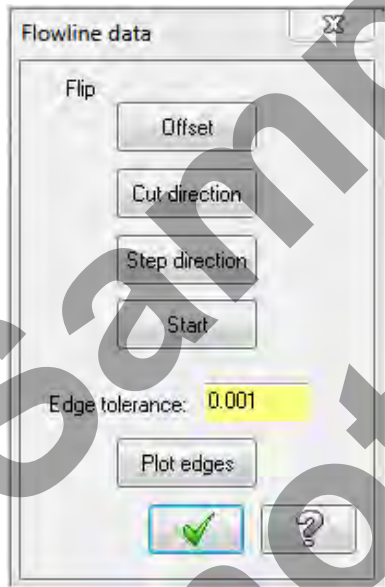 Flowline data
Flip
Offset
Cut direction
Step direction
Start
Edge tolerance: 0.001
Plot edges